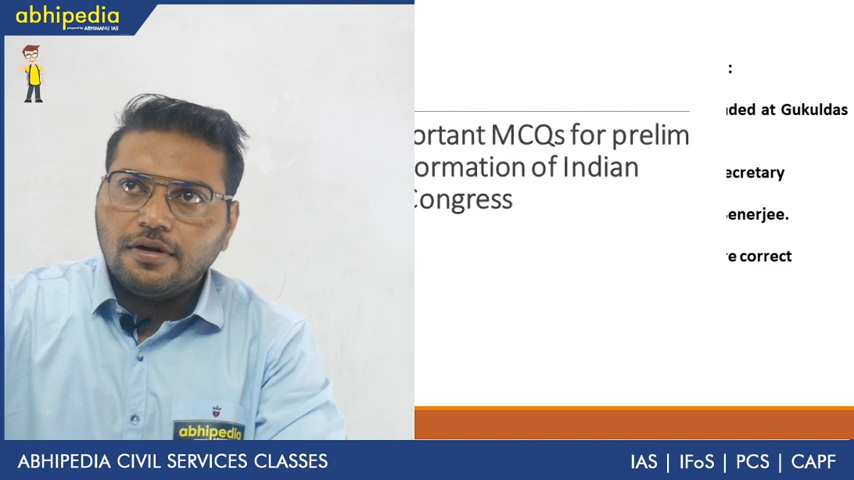 abhipedia
powered by ABHIMANU IAS
ortant MCQs for prelim
ormation of Indian
Congress
:
ded at Gukuldas
ecretary
enerjee.
e correct
abhipedia
ABHIPEDIA CIVIL SERVICES CLASSES
IAS | IFoS | PCS | CAPF